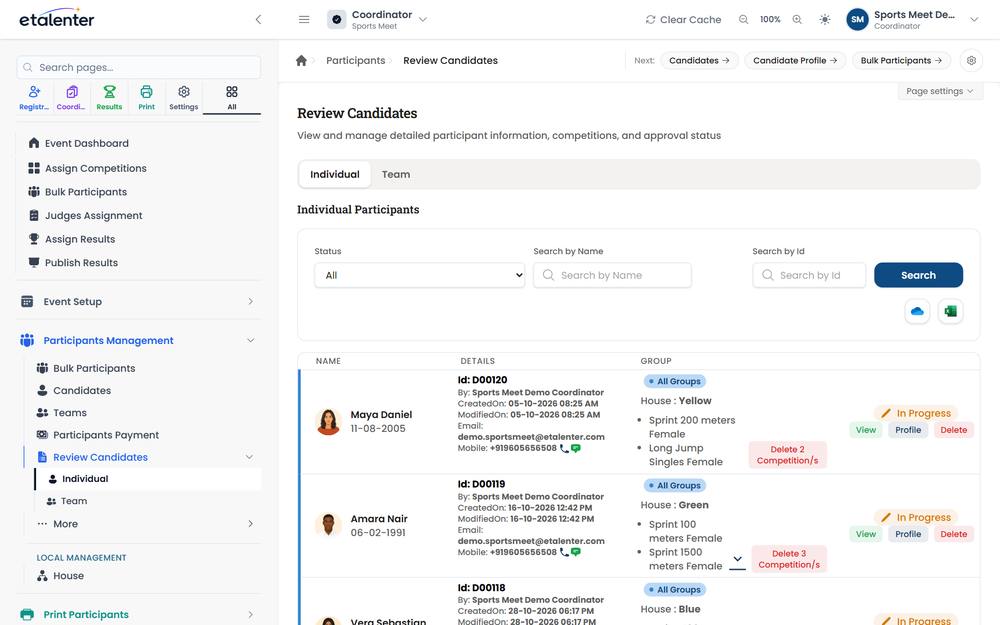 etalenter
Coordinator
Sports Meet
Clear Cache
100%
SM
Sports Meet De...
Coordinator
Search pages...
Registr...
Coordi...
Results
Print
Settings
All
Event Dashboard
Assign Competitions
Bulk Participants
Judges Assignment
Assign Results
Publish Results
Event Setup
Participants Management
Bulk Participants
Candidates
Teams
Participants Payment
Review Candidates
Individual
Team
More
LOCAL MANAGEMENT
House
Print Participants
Participants
Review Candidates
Next:
Candidates →
Candidate Profile →
Bulk Participants →
Page settings
Review Candidates
View and manage detailed participant information, competitions, and approval status
Individual
Team
Individual Participants
Status
Search by Name
Search by Id
All
Search by Name
Search by Id
Search
NAME
DETAILS
GROUP
Maya Daniel
11-08-2005
Id: D00120
By: Sports Meet Demo Coordinator
CreatedOn: 05-10-2026 08:25 AM
ModifiedOn: 05-10-2026 08:25 AM
Email:
demo.sportsmeet@etalenter.com
Mobile: +919605656508
All Groups
House : Yellow
• Sprint 200 meters
Female
• Long Jump
Singles Female
Delete 2
Competition/s
In Progress
View
Profile
Delete
Amara Nair
06-02-1991
Id: D00119
By: Sports Meet Demo Coordinator
CreatedOn: 16-10-2026 12:42 PM
ModifiedOn: 16-10-2026 12:42 PM
Email:
demo.sportsmeet@etalenter.com
Mobile: +919605656508
All Groups
House : Green
• Sprint 100
meters Female
• Sprint 1500
meters Female
Delete 3
Competition/s
In Progress
View
Profile
Delete
Vera Sebastian
Id: D00118
By: Sports Meet Demo Coordinator
CreatedOn: 28-10-2026 06:17 PM
ModifiedOn: 28-10-2026 06:17 PM
All Groups
House : Blue
In Progress